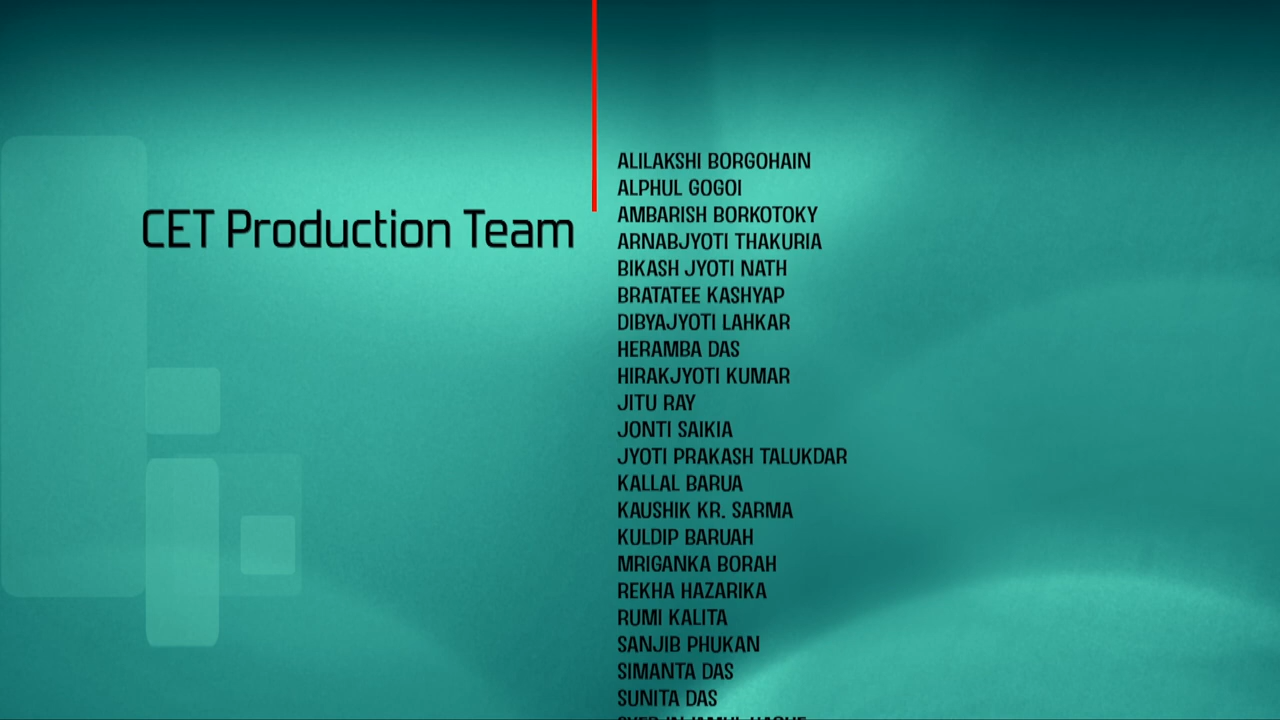 CET Production Team
ALILAKSHI BORGOHAIN
ALPHUL GOGOI
AMBARISH BORKOTOKY
ARNABJYOTI THAKURIA
BIKASH JYOTI NATH
BRATATEE KASHYAP
DIBYAJYOTI LAHKAR
HERAMBA DAS
HIRAKJYOTI KUMAR
JITU RAY
JONTI SAIKIA
JYOTI PRAKASH TALUKDAR
KALLAL BARUA
KAUSHIK KR. SARMA
KULDIP BARUAH
MRIGANKA BORAH
REKHA HAZARIKA
RUMI KALITA
SANJIB PHUKAN
SIMANTA DAS
SUNITA DAS